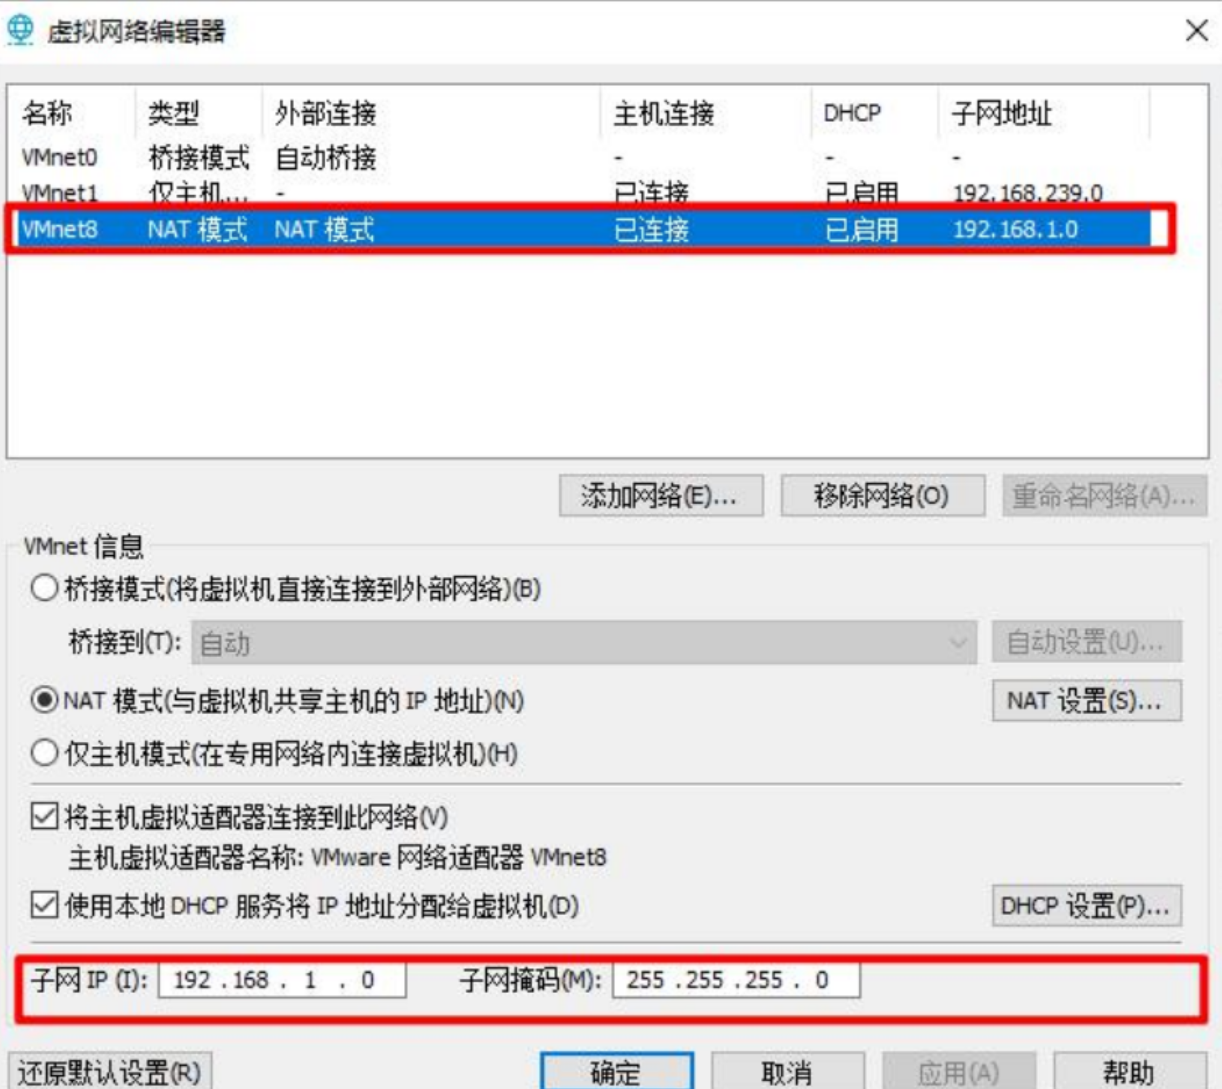 虚拟网络编辑器
名称 类型 外部连接 主机连接 DHCP 子网地址
VMnet0 桥接模式 自动桥接 - - -
VMnet1 仅主机... - 已连接 已启用 192.168.239.0
VMnet8 NAT 模式 NAT 模式 已连接 已启用 192.168.1.0
添加网络(E)... 移除网络(O) 重命名网络(A)...
VMnet 信息
桥接模式(将虚拟机直接连接到外部网络)(B)
桥接到(T): 自动 自动设置(U)...
NAT 模式(与虚拟机共享主机的 IP 地址)(N) NAT 设置(S)...
仅主机模式(在专用网络内连接虚拟机)(H)
将主机虚拟适配器连接到此网络(V)
主机虚拟适配器名称: VMware 网络适配器 VMnet8
使用本地 DHCP 服务将 IP 地址分配给虚拟机(D) DHCP 设置(P)...
子网 IP (I): 192 . 168 . 1 . 0 子网掩码(M): 255 . 255 . 255 . 0
还原默认设置(R) 确定 取消 应用(A) 帮助